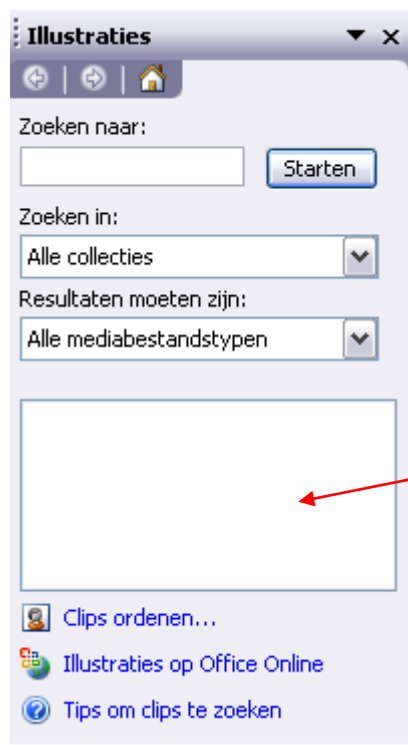 Illustraties
Zoeken naar:
Starten
Zoeken in:
Alle collecties
Resultaten moeten zijn:
Alle mediabestandstypen
Clips ordenen...
Illustraties op Office Online
Tips om clips te zoeken